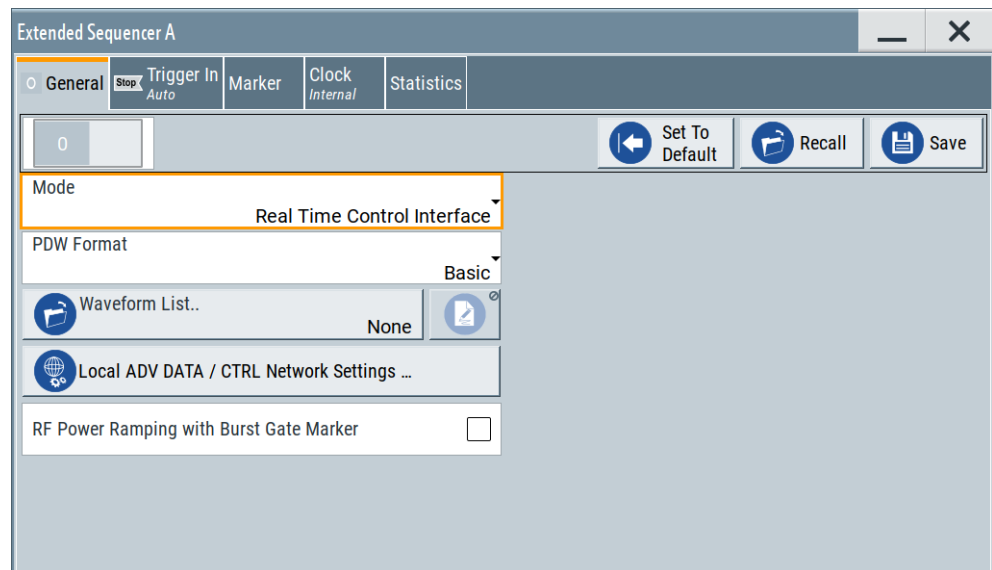 Extended Sequencer A
0 General Stop Trigger In Auto Marker Clock Internal Statistics
0
Set To Default Recall Save
Mode
Real Time Control Interface
PDW Format
Basic
Waveform List..
None
Local ADV DATA / CTRL Network Settings ...
RF Power Ramping with Burst Gate Marker